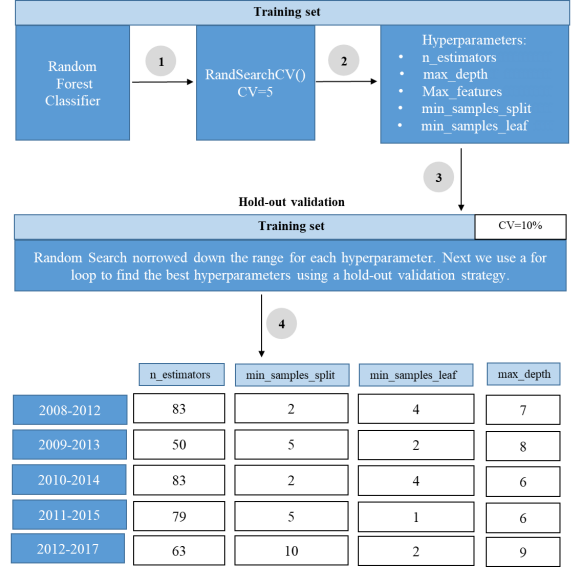 Training set
Random
Forest
Classifier
1
RandSearchCV()
CV=5
2
Hyperparameters:
• n_estimators
• max_depth
• Max_features
• min_samples_split
• min_samples_leaf
3
Hold-out validation
Training set
CV=10%
Random Search norrowed down the range for each hyperparameter. Next we use a for
loop to find the best hyperparameters using a hold-out validation strategy.
4
n_estimators min_samples_split min_samples_leaf max_depth
2008-2012 83 2 4 7
2009-2013 50 5 2 8
2010-2014 83 2 4 6
2011-2015 79 5 1 6
2012-2017 63 10 2 9